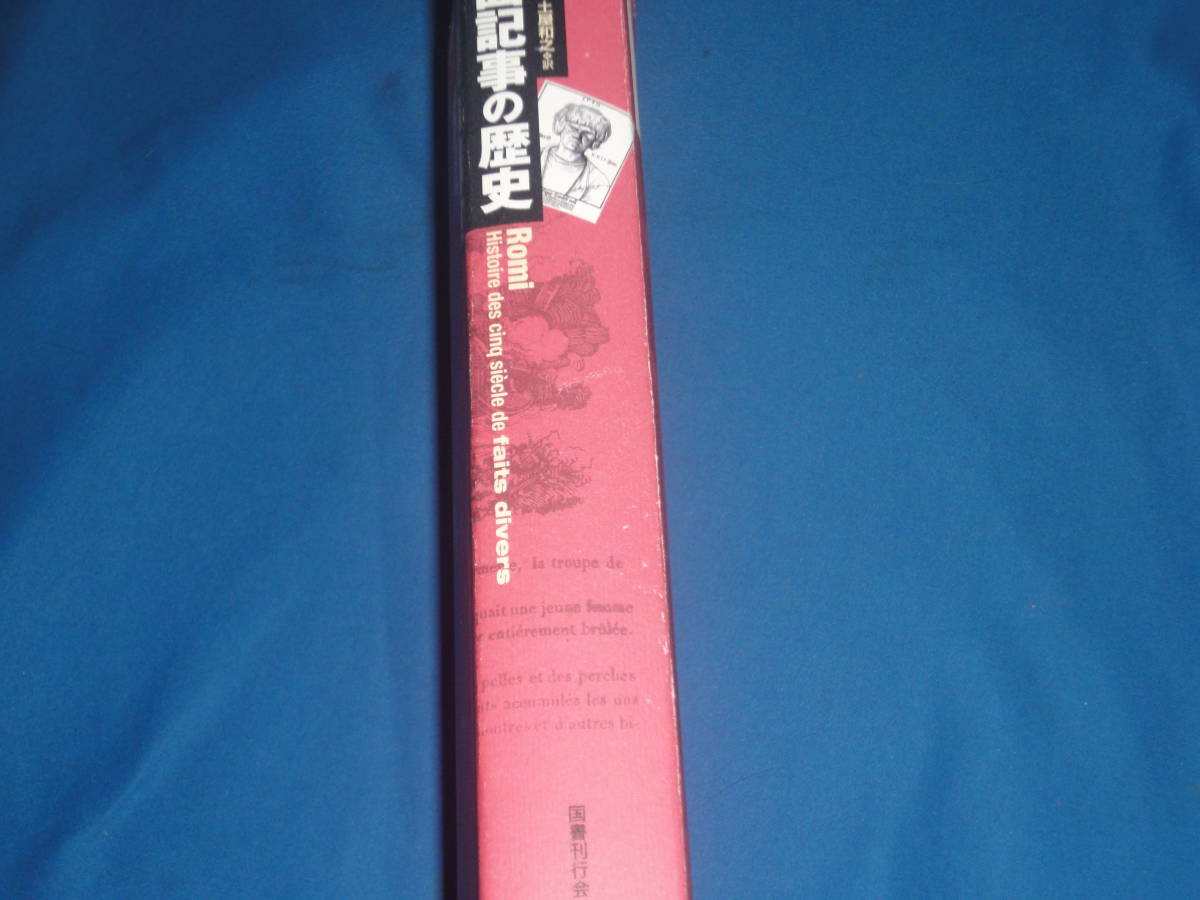 記事の歴史
土屋和之=訳
Romi
Histoire des cinq siècle de faits divers
la troupe de
une jeune femme
entiérement brûlée.
pelles et des perches
accumulés les uns
et d'autres bi-
国書刊行会